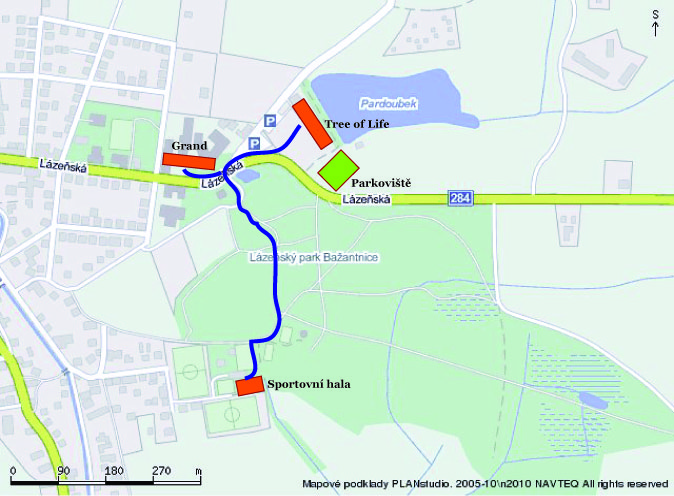 S
Pardoubek
P
Tree of Life
P
Grand
Lázeňská
Lázeňská
Parkoviště
Lázeňská
284
Lázeňský park Bažantnice
Sportovní hala
0 90 180 270 m
Mapové podklady PLANstudio. 2005-10\n2010 NAVTEQ All rights reserved